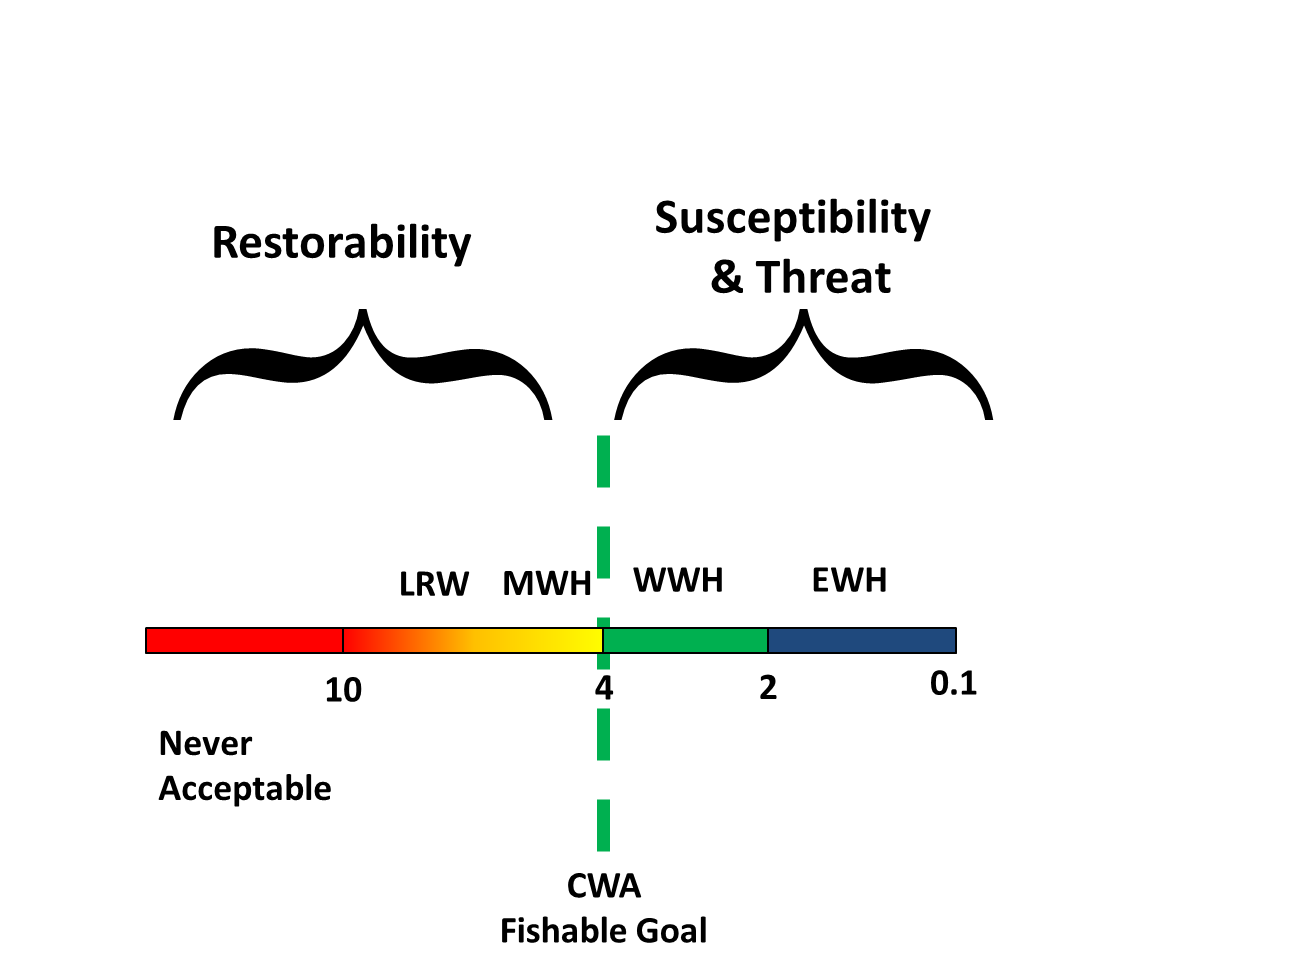 Restorability
Susceptibility
& Threat
LRW
MWH
WWH
EWH
10
4
2
0.1
Never
Acceptable
CWA
Fishable Goal